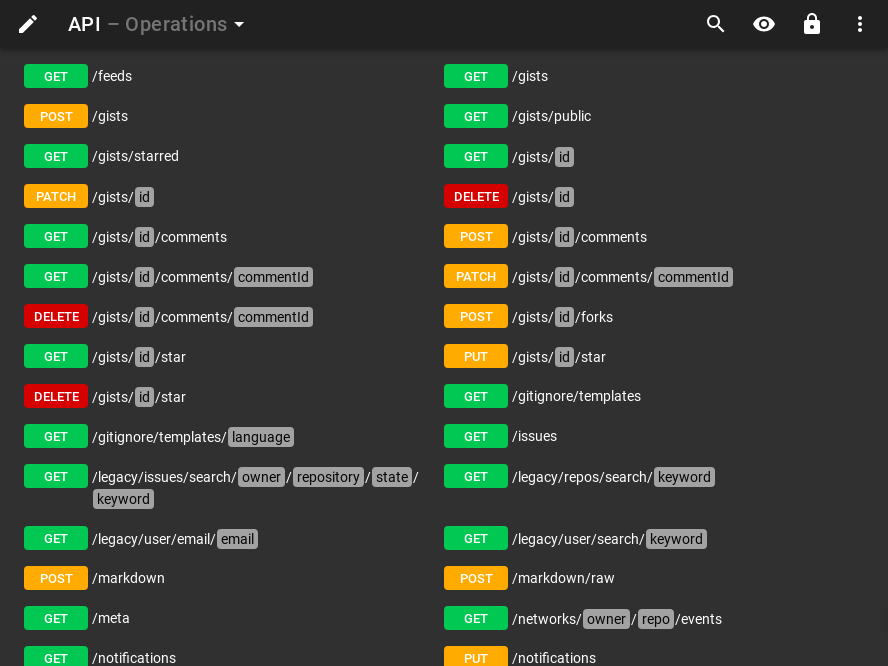 API – Operations
GET /feeds GET /gists
POST /gists GET /gists/public
GET /gists/starred GET /gists/ id
PATCH /gists/ id DELETE /gists/ id
GET /gists/ id /comments POST /gists/ id /comments
GET /gists/ id /comments/ commentId PATCH /gists/ id /comments/ commentId
DELETE /gists/ id /comments/ commentId POST /gists/ id /forks
GET /gists/ id /star PUT /gists/ id /star
DELETE /gists/ id /star GET /gitignore/templates
GET /gitignore/templates/ language GET /issues
GET /legacy/issues/search/ owner / repository / state / GET /legacy/repos/search/ keyword
keyword
GET /legacy/user/email/ email GET /legacy/user/search/ keyword
POST /markdown POST /markdown/raw
GET /meta GET /networks/ owner / repo /events
GET /notifications PUT /notifications